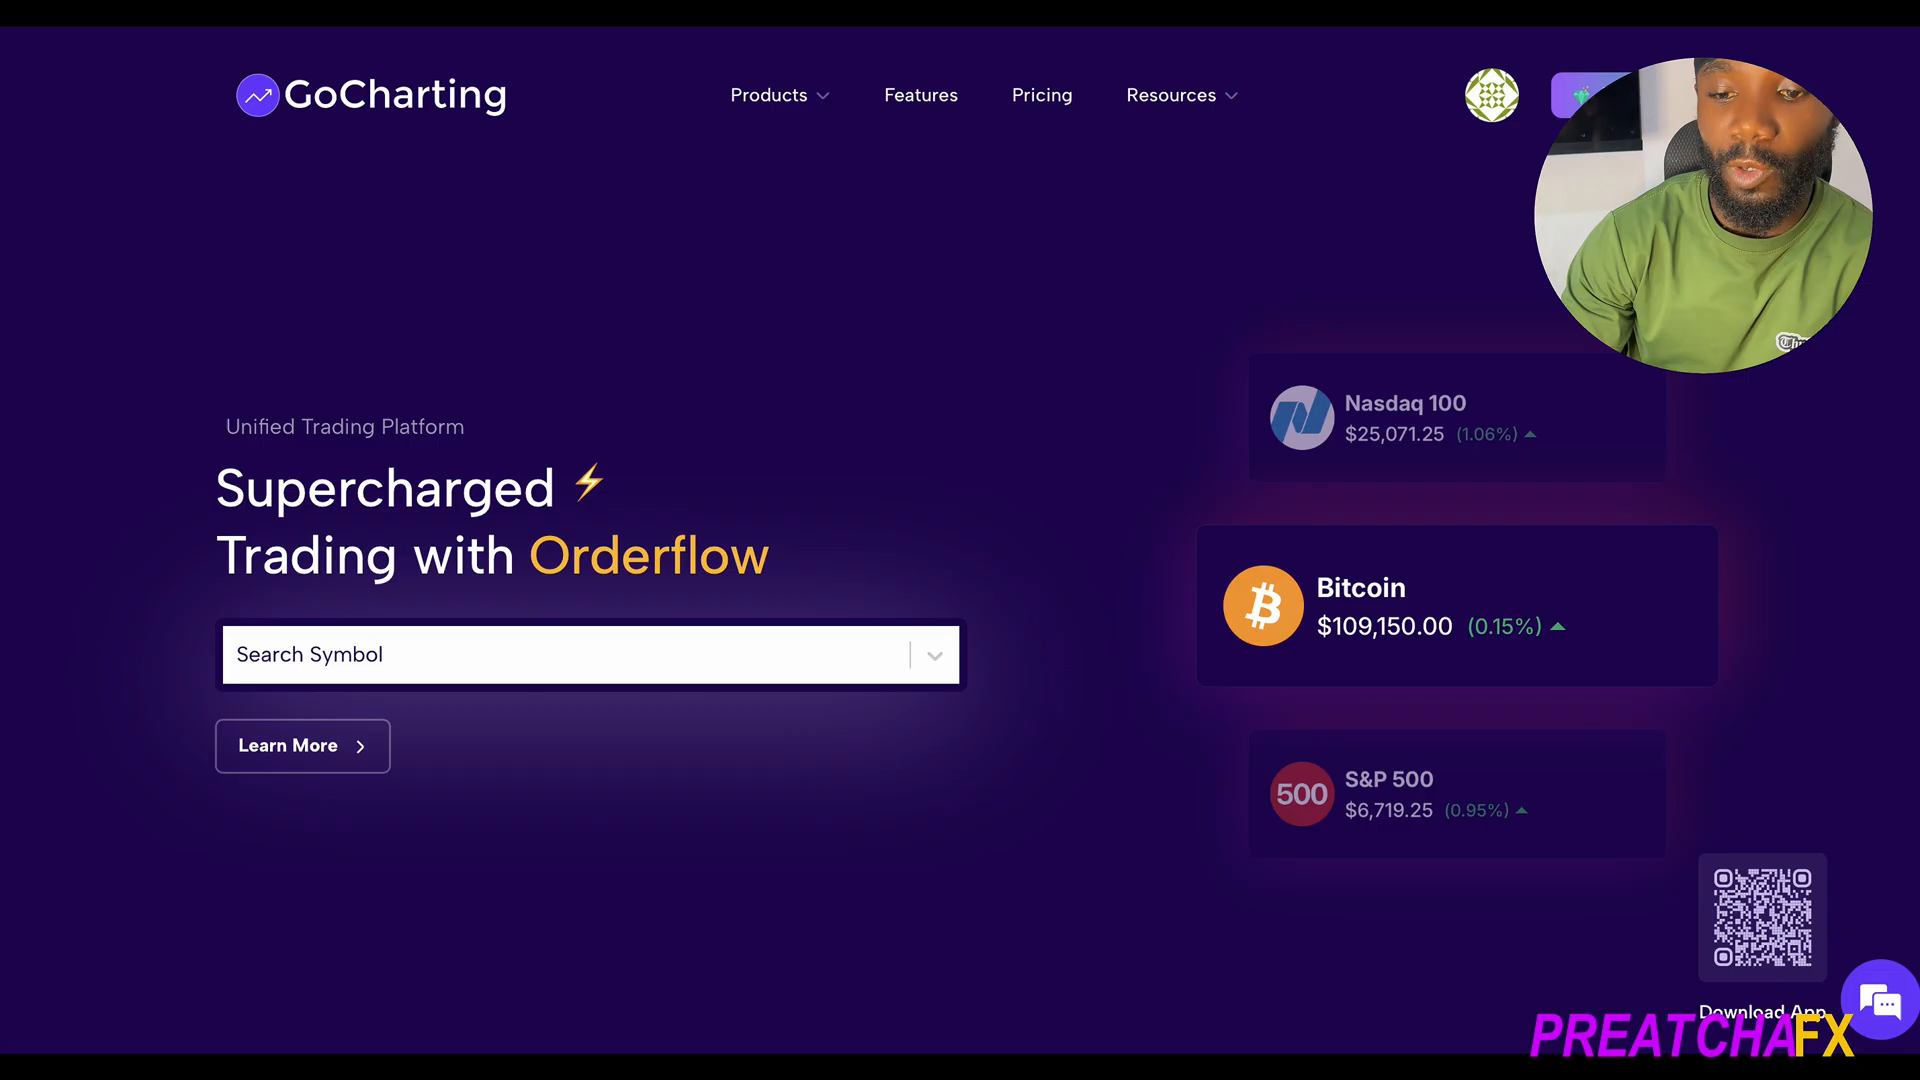 GoCharting
Products
Features
Pricing
Resources
Unified Trading Platform
Supercharged ⚡
Trading with Orderflow
Search Symbol
Learn More
Nasdaq 100
$25,071.25 (1.06%)
Bitcoin
$109,150.00 (0.15%)
500
S&P 500
$6,719.25 (0.95%)
Download App
PREATCHAFX